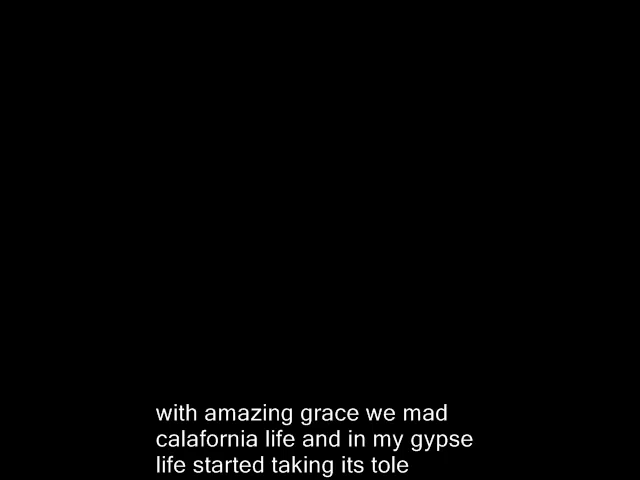 with amazing grace we mad
calafornia life and in my gypse
life started taking its tole